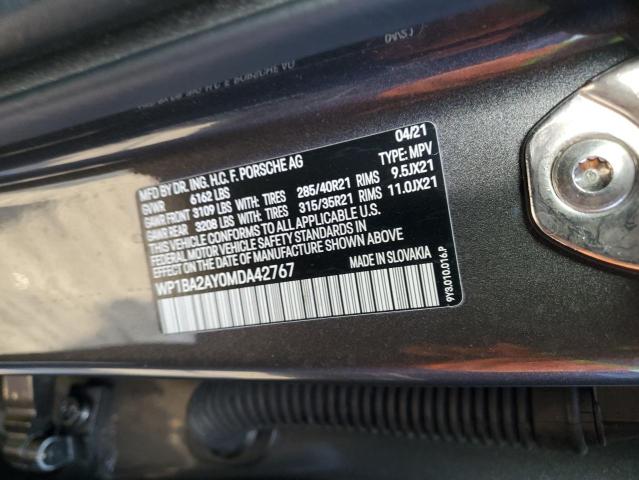 04/21
MFD BY DR. ING. H.C. F. PORSCHE AG TYPE: MPV
GVWR 6162 LBS
GAWR FRONT 3109 LBS WITH: TIRES 285/40R21 RIMS 9.5JX21
GAWR REAR 3208 LBS WITH: TIRES 315/35R21 RIMS 11.0JX21
THIS VEHICLE CONFORMS TO ALL APPLICABLE U.S.
FEDERAL MOTOR VEHICLE SAFETY STANDARDS IN
EFFECT ON THE DATE OF MANUFACTURE SHOWN ABOVE
WP1BA2AY0MDA42767 MADE IN SLOVAKIA
9Y3.010.016.P